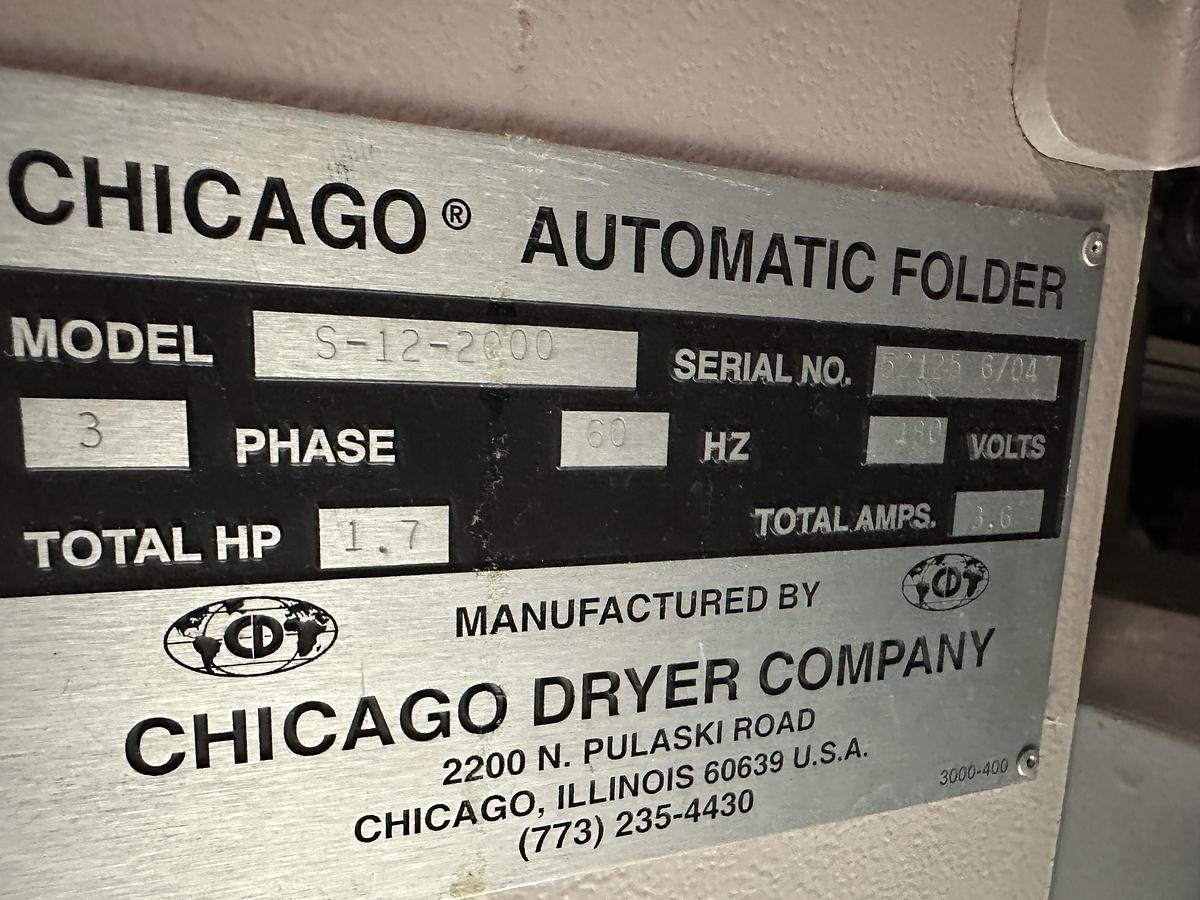 CHICAGO® AUTOMATIC FOLDER
MODEL S-12-2000 SERIAL NO. 52125 6/04
3 PHASE 60 HZ 480 VOLTS
TOTAL HP 1.7 TOTAL AMPS. 3.6
MANUFACTURED BY
CD
CD
CHICAGO DRYER COMPANY
2200 N. PULASKI ROAD
CHICAGO, ILLINOIS 60639 U.S.A.
(773) 235-4430
3000-400